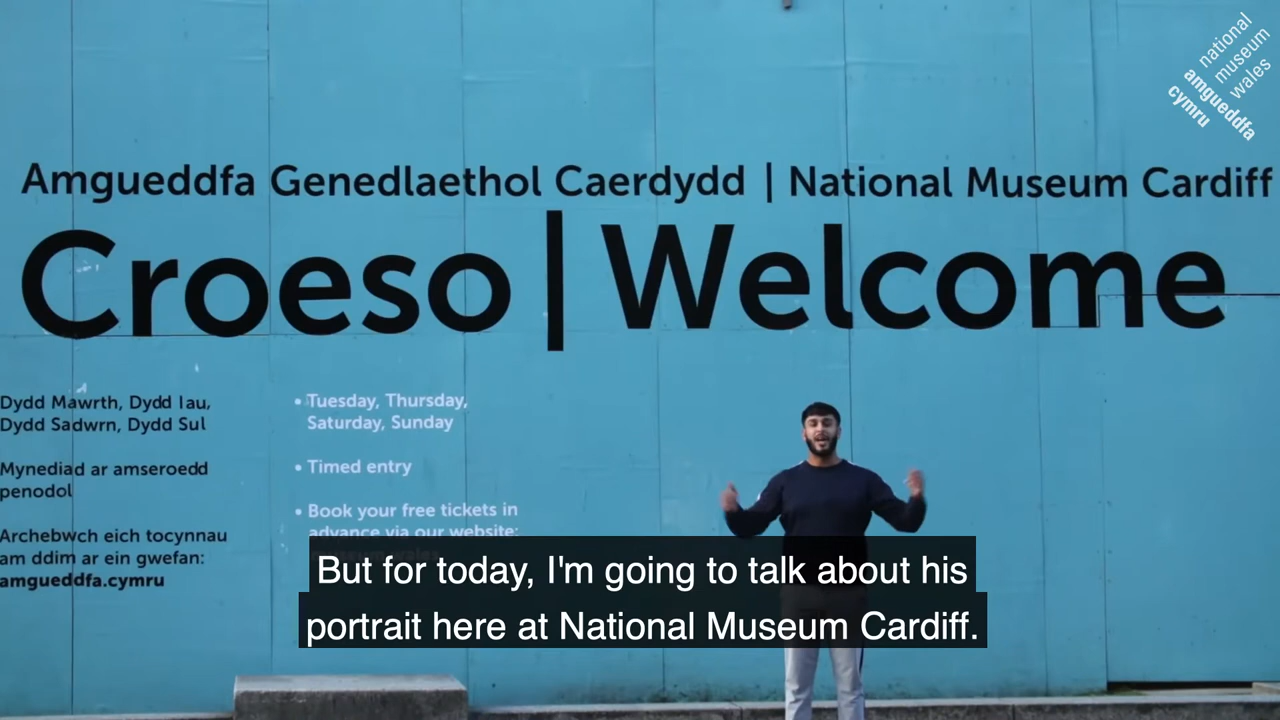 national
museum
wales
amgueddfa
cymru
Amgueddfa Genedlaethol Caerdydd | National Museum Cardiff
Croeso | Welcome
Dydd Mawrth, Dydd Iau,
Dydd Sadwrn, Dydd Sul
Mynediad ar amseroedd
penodol
Archebwch eich tocynnau
am ddim ar ein gwefan:
amgueddfa.cymru
• Tuesday, Thursday,
Saturday, Sunday
• Timed entry
• Book your free tickets in
advance via our website:
But for today, I'm going to talk about his
portrait here at National Museum Cardiff.